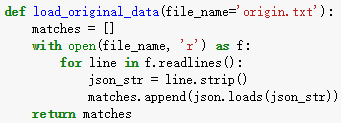 def load_original_data(file_name='origin.txt'):
    matches = []
    with open(file_name, 'r') as f:
        for line in f.readlines():
            json_str = line.strip()
            matches.append(json.loads(json_str))
    return matches